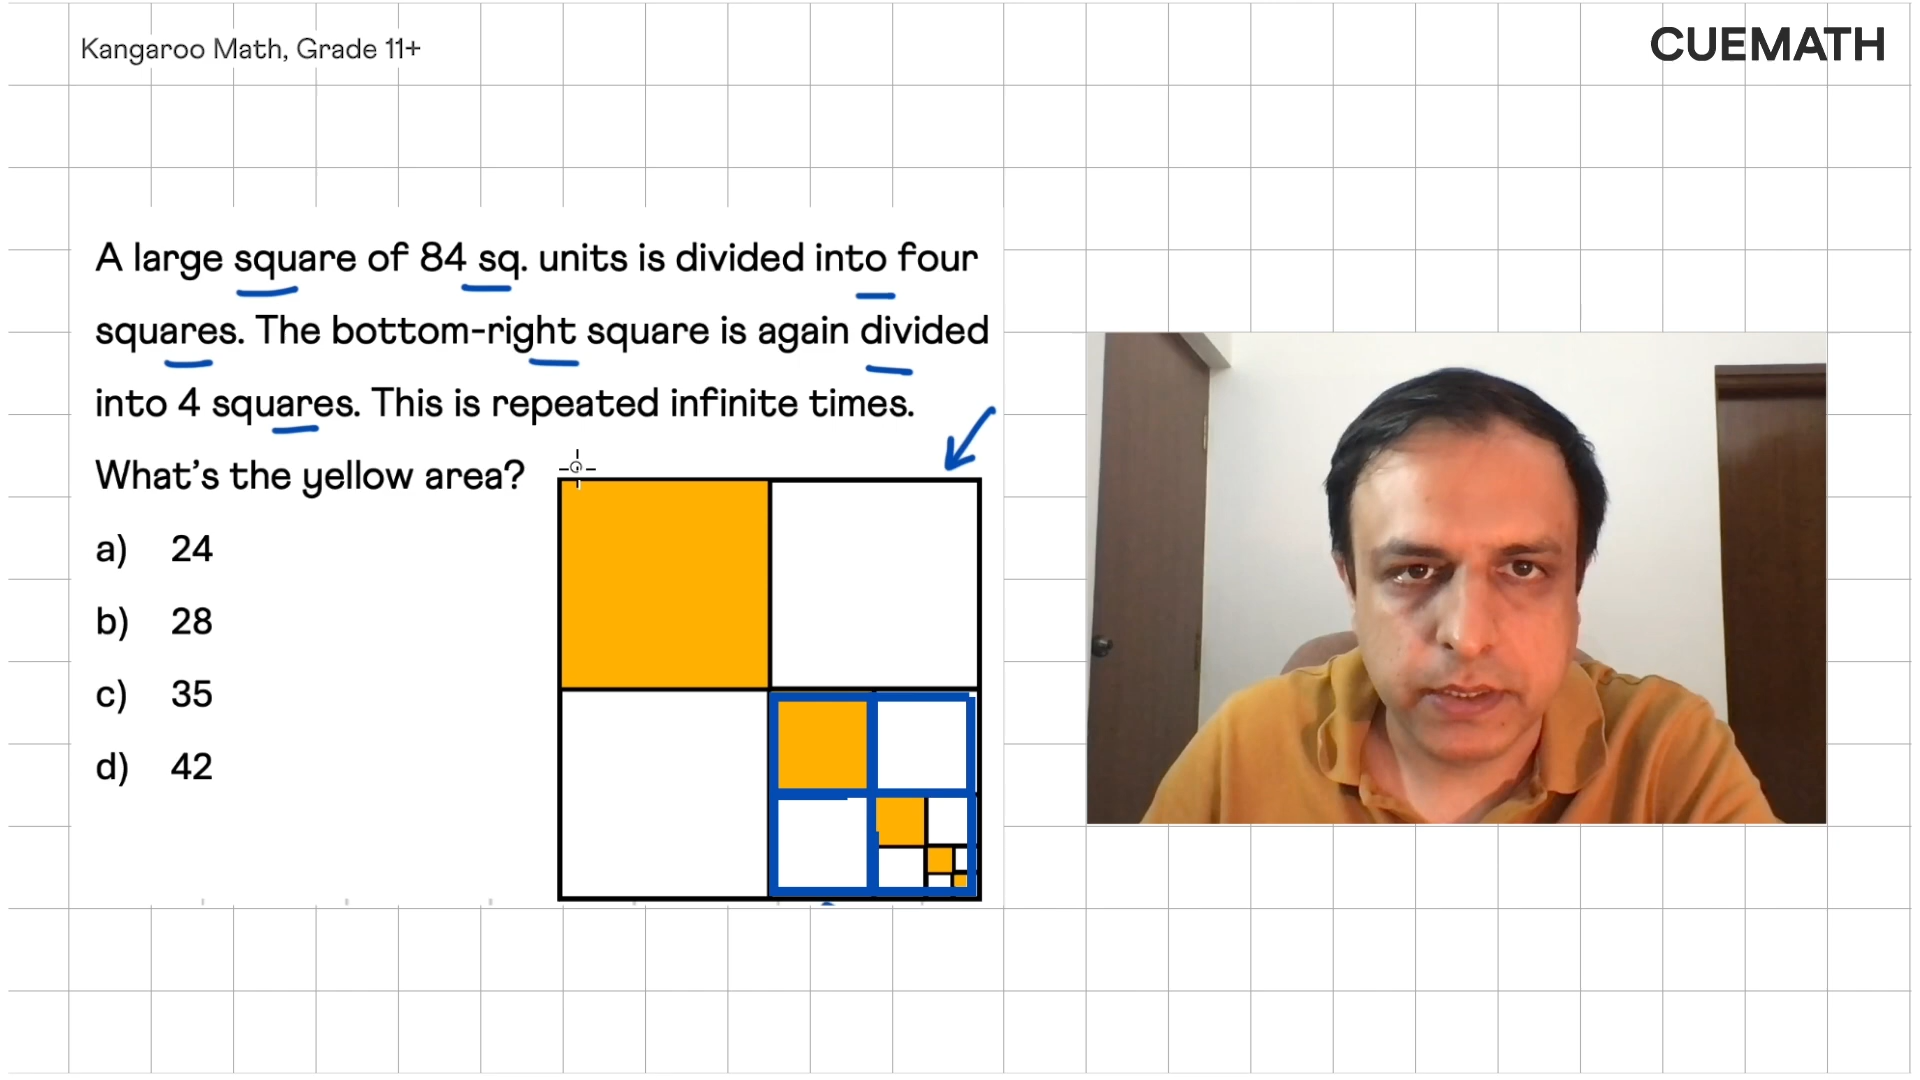 Kangaroo Math, Grade 11+
CUEMATH
A large square of 84 sq. units is divided into four
squares. The bottom-right square is again divided
into 4 squares. This is repeated infinite times.
What's the yellow area?
a) 24
b) 28
c) 35
d) 42